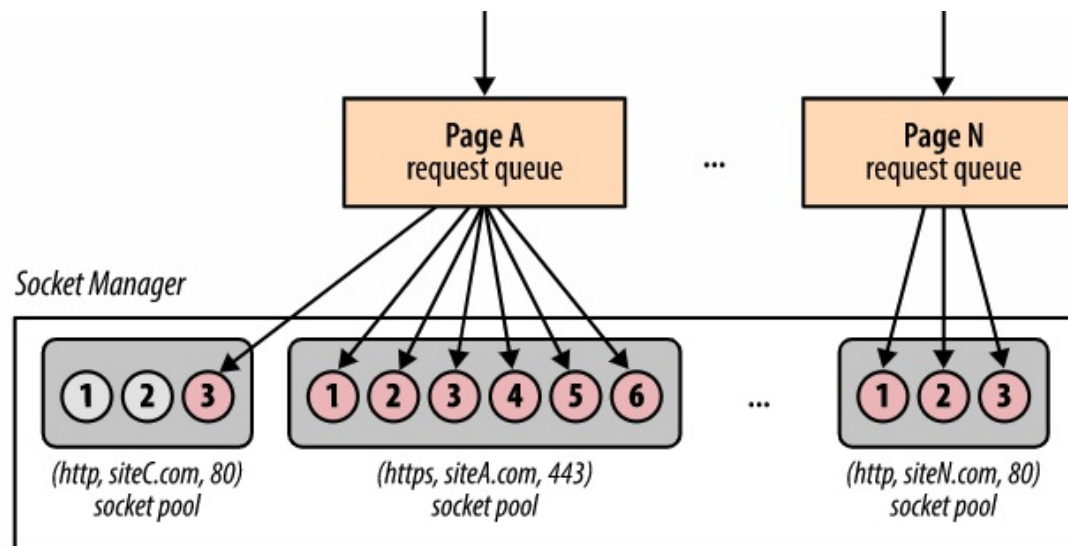 Page A
request queue
...
Page N
request queue
Socket Manager
1 2 3
1 2 3 4 5 6
...
1 2 3
(http, siteC.com, 80)
socket pool
(https, siteA.com, 443)
socket pool
(http, siteN.com, 80)
socket pool